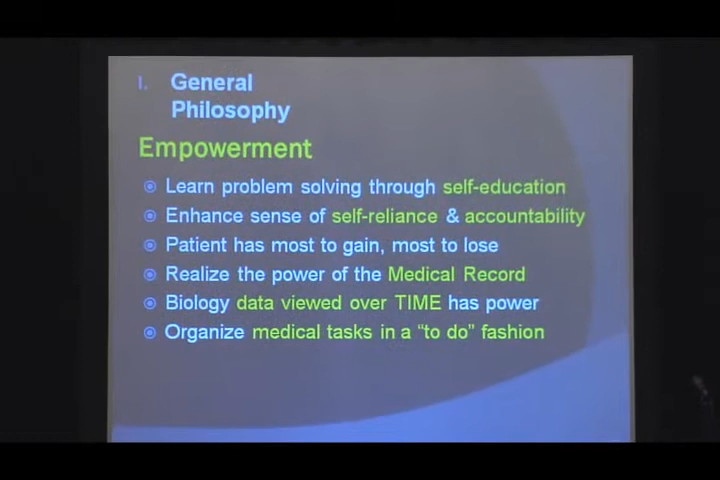 I. General
Philosophy
Empowerment
Learn problem solving through self-education
Enhance sense of self-reliance & accountability
Patient has most to gain, most to lose
Realize the power of the Medical Record
Biology data viewed over TIME has power
Organize medical tasks in a “to do” fashion